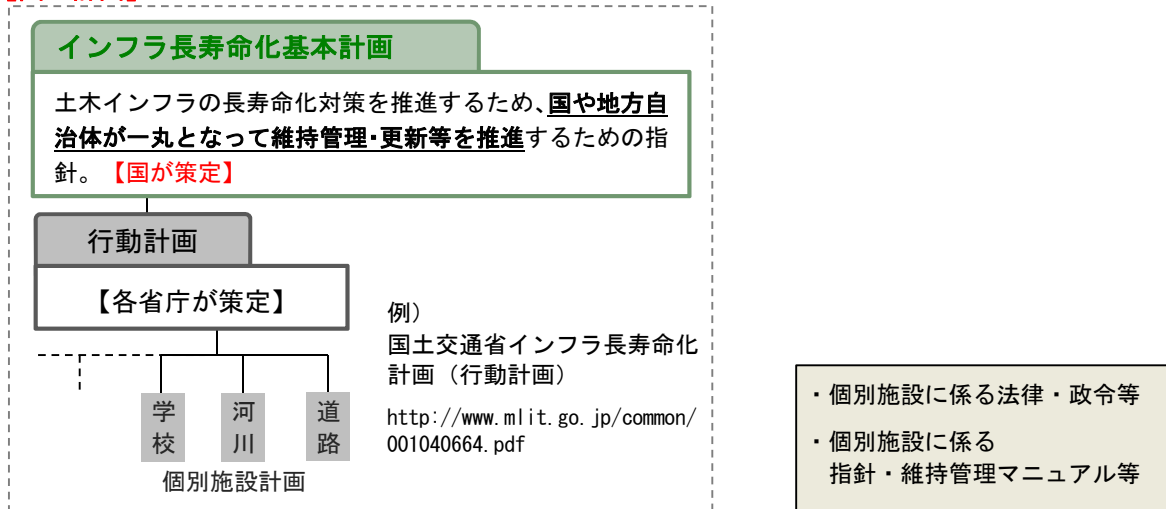 インフラ長寿命化基本計画
土木インフラの長寿命化対策を推進するため、国や地方自
治体が一丸となって維持管理・更新等を推進するための指
針。【国が策定】
行動計画
【各省庁が策定】
例）
国土交通省インフラ長寿命化
計画（行動計画）
http://www.mlit.go.jp/common/
001040664.pdf
学校
河川
道路
個別施設計画
・個別施設に係る法律・政令等
・個別施設に係る
指針・維持管理マニュアル等